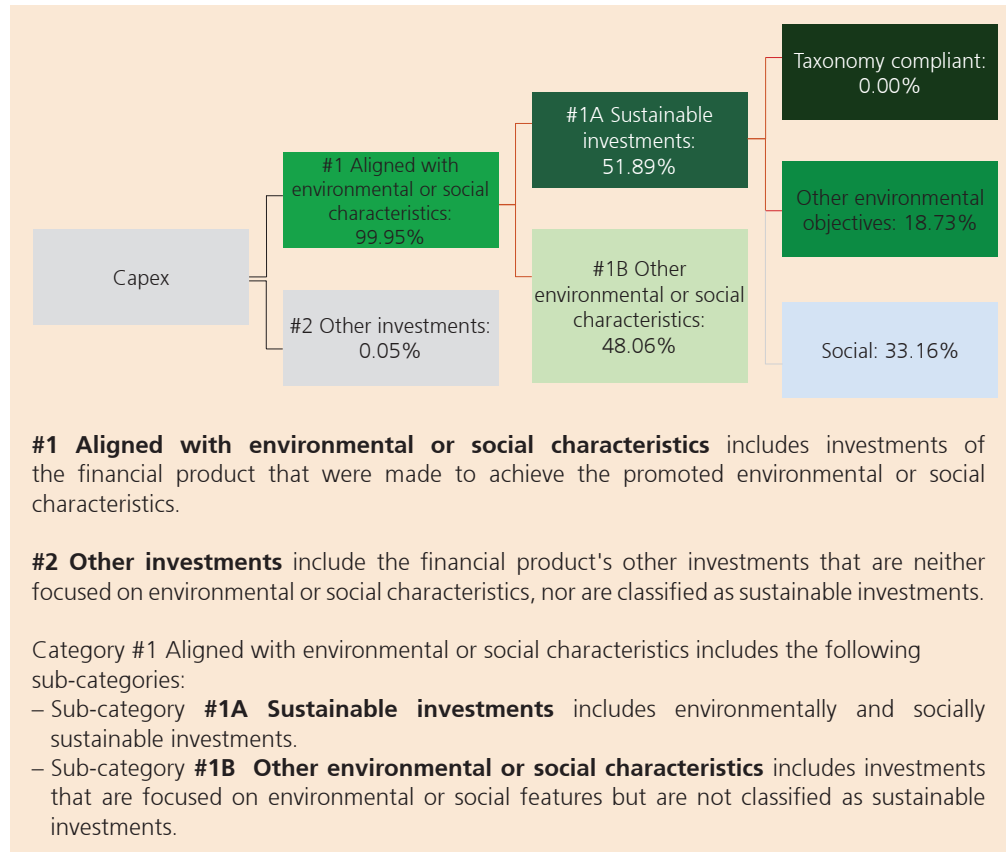 Capex
#1 Aligned with
environmental or social
characteristics:
99.95%
#2 Other investments:
0.05%
#1A Sustainable
investments:
51.89%
#1B Other
environmental or social
characteristics:
48.06%
Taxonomy compliant:
0.00%
Other environmental
objectives: 18.73%
Social: 33.16%
#1 Aligned with environmental or social characteristics includes investments of
the financial product that were made to achieve the promoted environmental or social
characteristics.
#2 Other investments include the financial product's other investments that are neither
focused on environmental or social characteristics, nor are classified as sustainable investments.
Category #1 Aligned with environmental or social characteristics includes the following
sub-categories:
– Sub-category #1A Sustainable investments includes environmentally and socially
sustainable investments.
– Sub-category #1B Other environmental or social characteristics includes investments
that are focused on environmental or social features but are not classified as sustainable
investments.